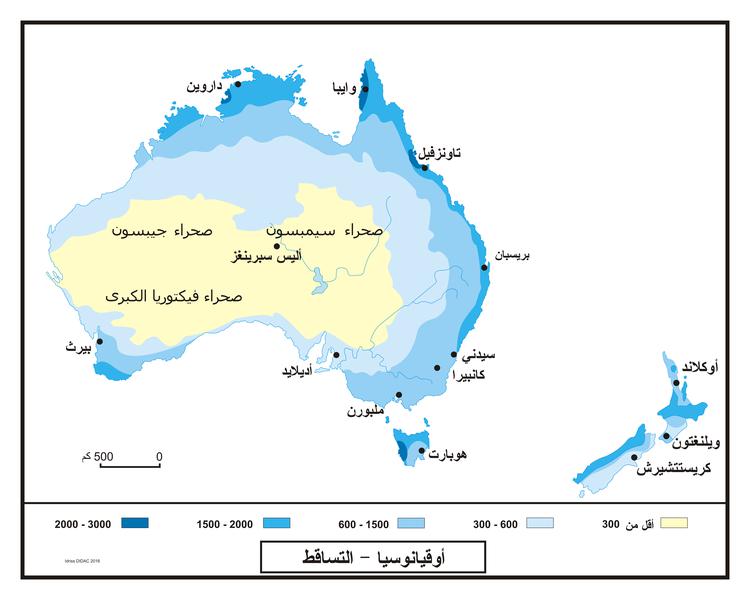 داروين
وايبا
تاونزفيل
صحراء جيبسون
صحراء سيمبسون
أليس سبرينغز
بريسبان
صحراء فيكتوريا الكبرى
بيرث
أديلايد
سيدني
كانبيرا
أوكلاند
ملبورن
ويلنغتون
هوبارت
كريستتشيرش
500 كم
0
أقل من 300
300 - 600
600 - 1500
1500 - 2000
2000 - 3000
أوقيانوسيا - التساقط
Idriss DIDAC 2016